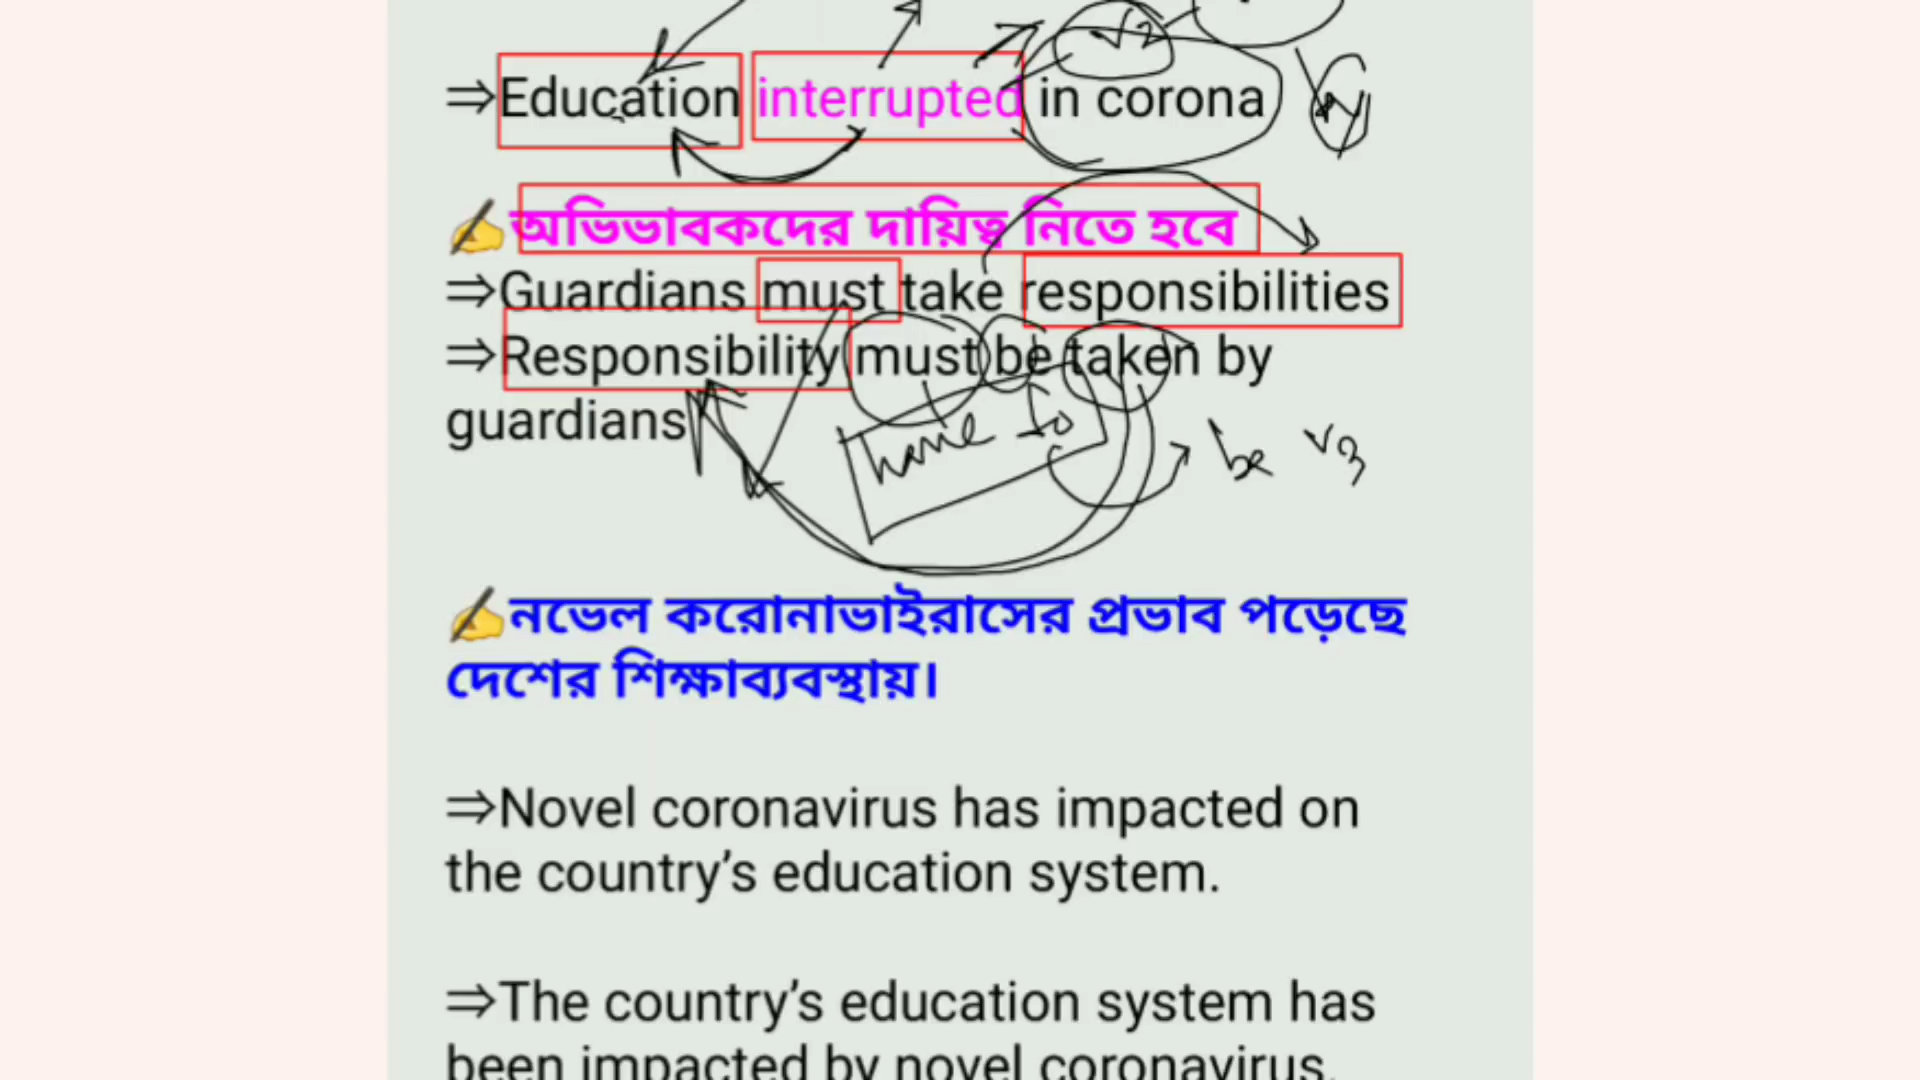 ⇒Education interrupted in corona
✍অভিভাবকদের দায়িত্ব নিতে হবে
⇒Guardians must take responsibilities
⇒Responsibility must be taken by
guardians
have to
be v3
✍নভেল করোনাভাইরাসের প্রভাব পড়েছে
দেশের শিক্ষাব্যবস্থায়।
⇒Novel coronavirus has impacted on
the country’s education system.
⇒The country’s education system has
been impacted by novel coronavirus.